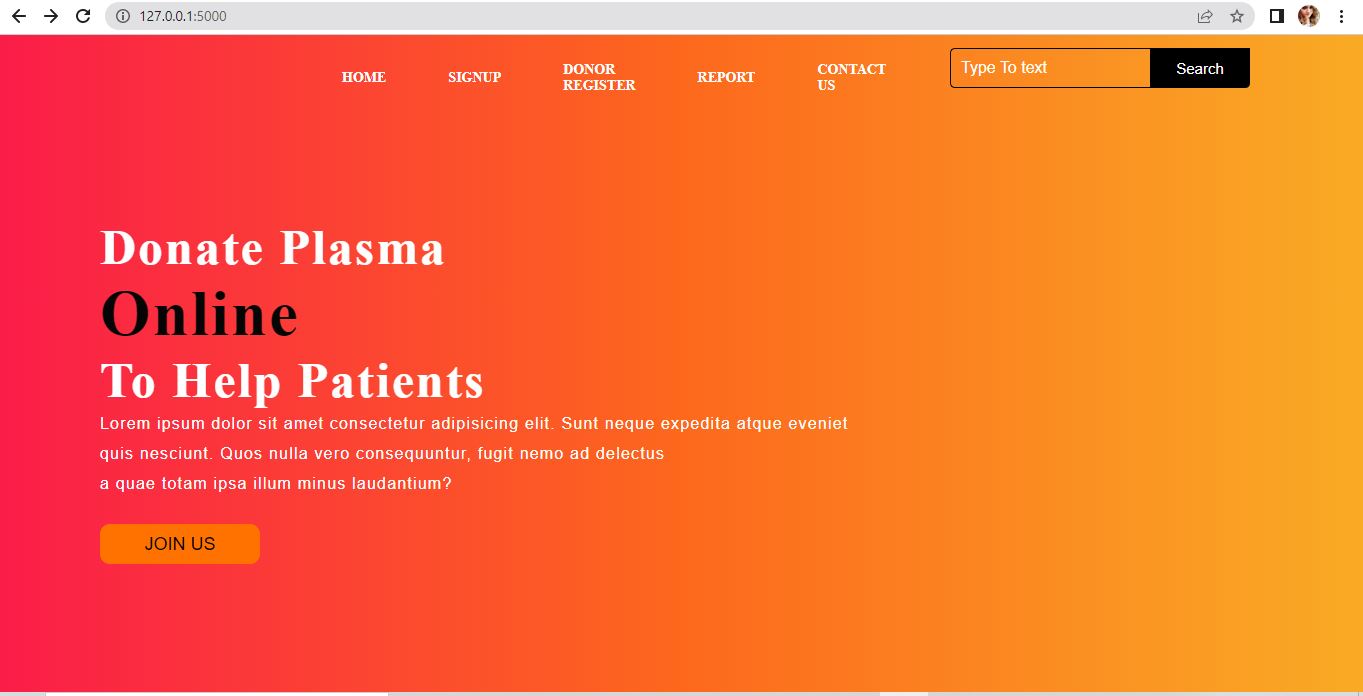 127.0.0.1:5000
HOME
SIGNUP
DONOR
REGISTER
REPORT
CONTACT
US
Type To text
Search
Donate Plasma
Online
To Help Patients
Lorem ipsum dolor sit amet consectetur adipisicing elit. Sunt neque expedita atque eveniet
quis nesciunt. Quos nulla vero consequuntur, fugit nemo ad delectus
a quae totam ipsa illum minus laudantium?
JOIN US